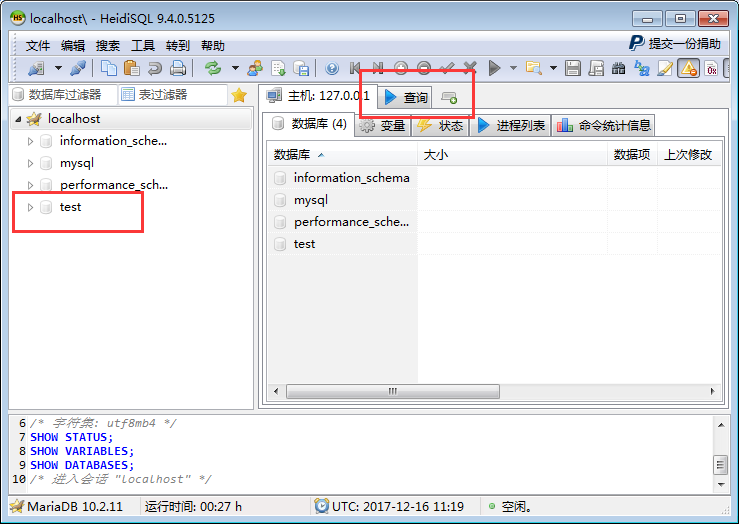 localhost\ - HeidiSQL 9.4.0.5125
文件 编辑 搜索 工具 转到 帮助 提交一份捐助
数据库过滤器 表过滤器 主机: 127.0.0.1 查询
localhost
information_sche...
mysql
performance_sch...
test
数据库 (4) 变量 状态 进程列表 命令统计信息
数据库 大小 数据项 上次修改
information_schema
mysql
performance_sche...
test
6 /* 字符集: utf8mb4 */
7 SHOW STATUS;
8 SHOW VARIABLES;
9 SHOW DATABASES;
10 /* 进入会话 "localhost" */
MariaDB 10.2.11 运行时间: 00:27 h UTC: 2017-12-16 11:19 空闲。